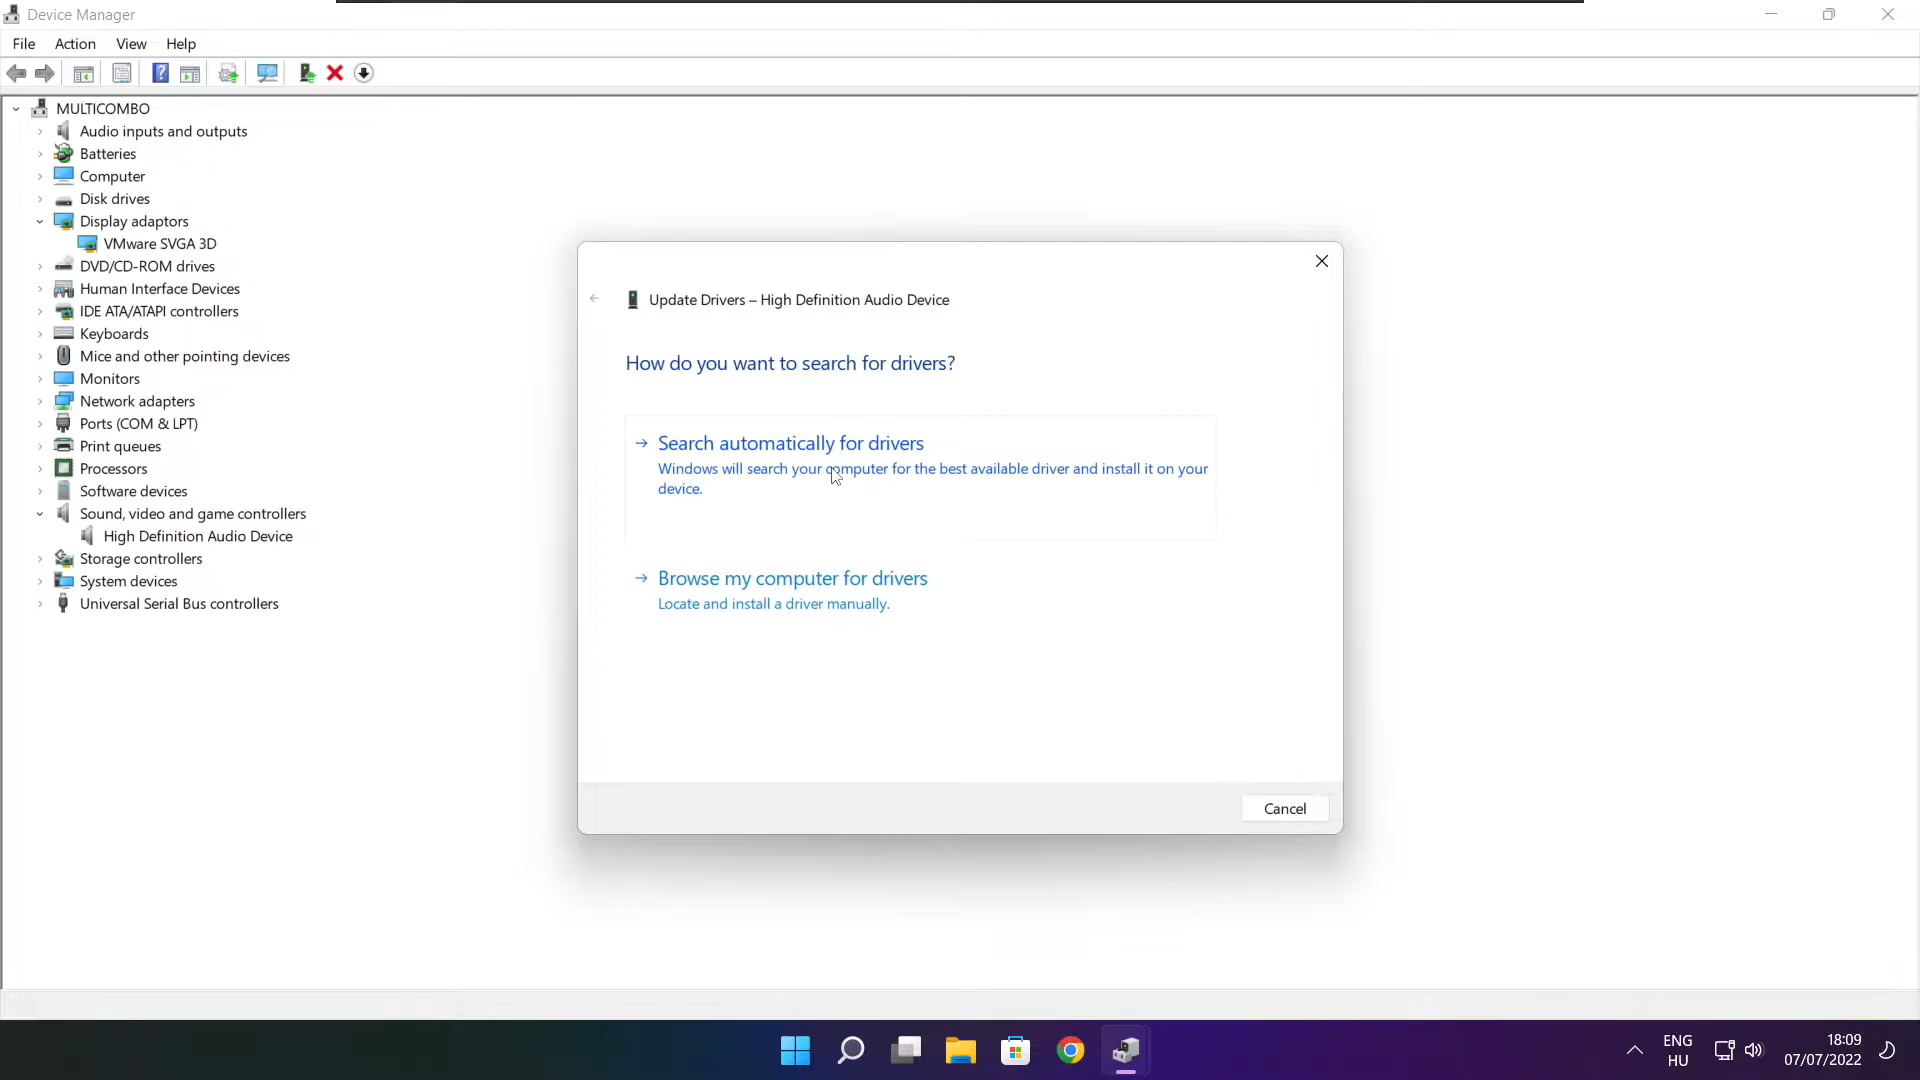 Device Manager
File Action View Help
MULTICOMBO
Audio inputs and outputs
Batteries
Computer
Disk drives
Display adaptors
VMware SVGA 3D
DVD/CD-ROM drives
Human Interface Devices
IDE ATA/ATAPI controllers
Keyboards
Mice and other pointing devices
Monitors
Network adapters
Ports (COM & LPT)
Print queues
Processors
Software devices
Sound, video and game controllers
High Definition Audio Device
Storage controllers
System devices
Universal Serial Bus controllers
Update Drivers – High Definition Audio Device
How do you want to search for drivers?
Search automatically for drivers
Windows will search your computer for the best available driver and install it on your
device.
Browse my computer for drivers
Locate and install a driver manually.
Cancel
ENG
HU
18:09
07/07/2022